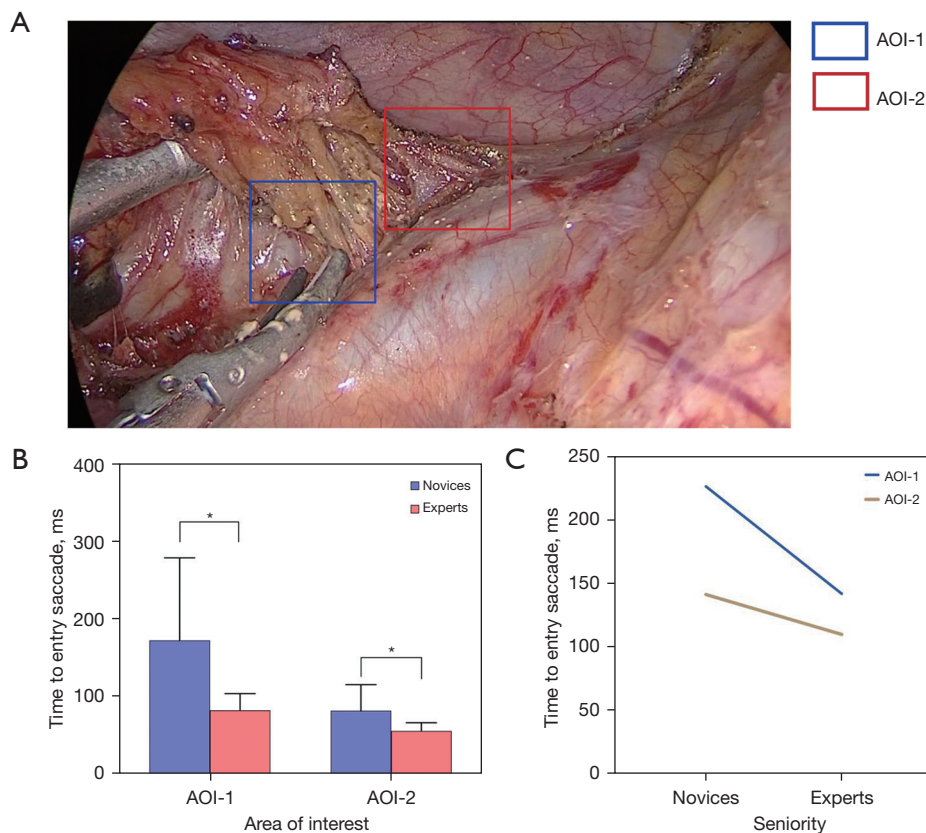 A
AOI-1
AOI-2
B
400
300
200
100
0
Time to entry saccade, ms
Novices
Experts
*
*
AOI-1
AOI-2
Area of interest
C
250
200
150
100
50
0
Time to entry saccade, ms
AOI-1
AOI-2
Novices
Experts
Seniority